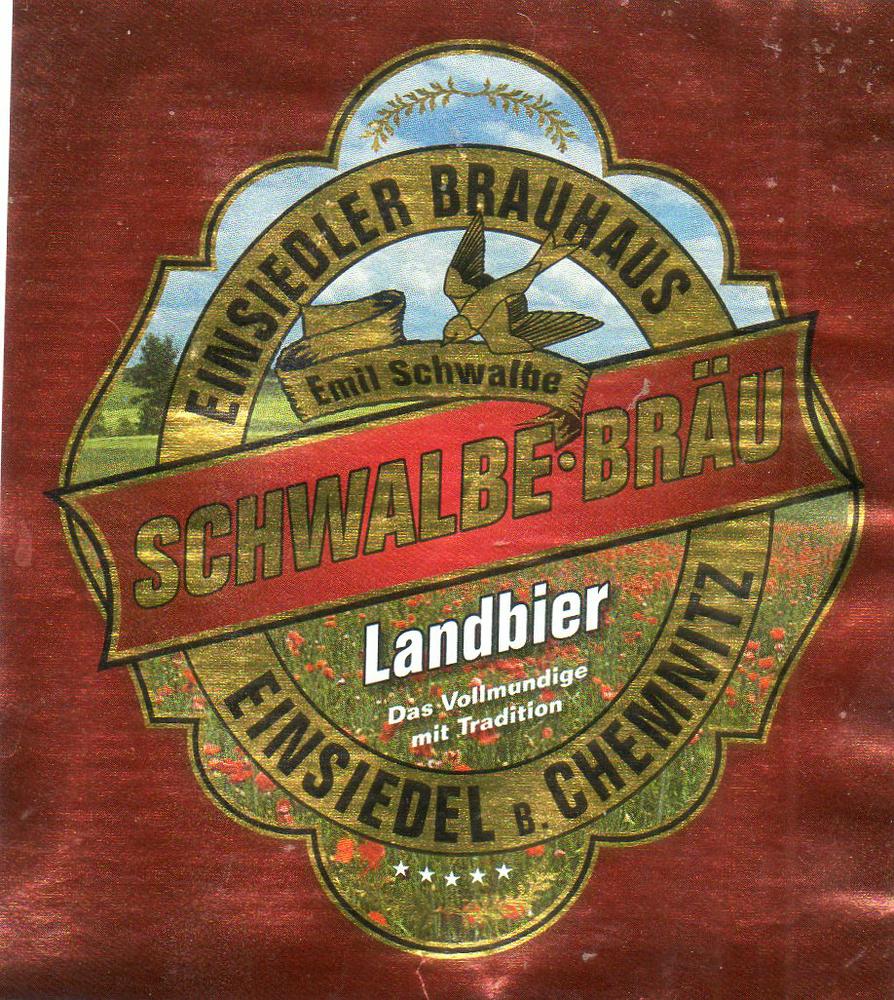 EINSIEDLER BRAUHAUS
Emil Schwalbe
SCHWALBE·BRÄU
Landbier
Das Vollmundige
mit Tradition
EINSIEDEL B. CHEMNITZ